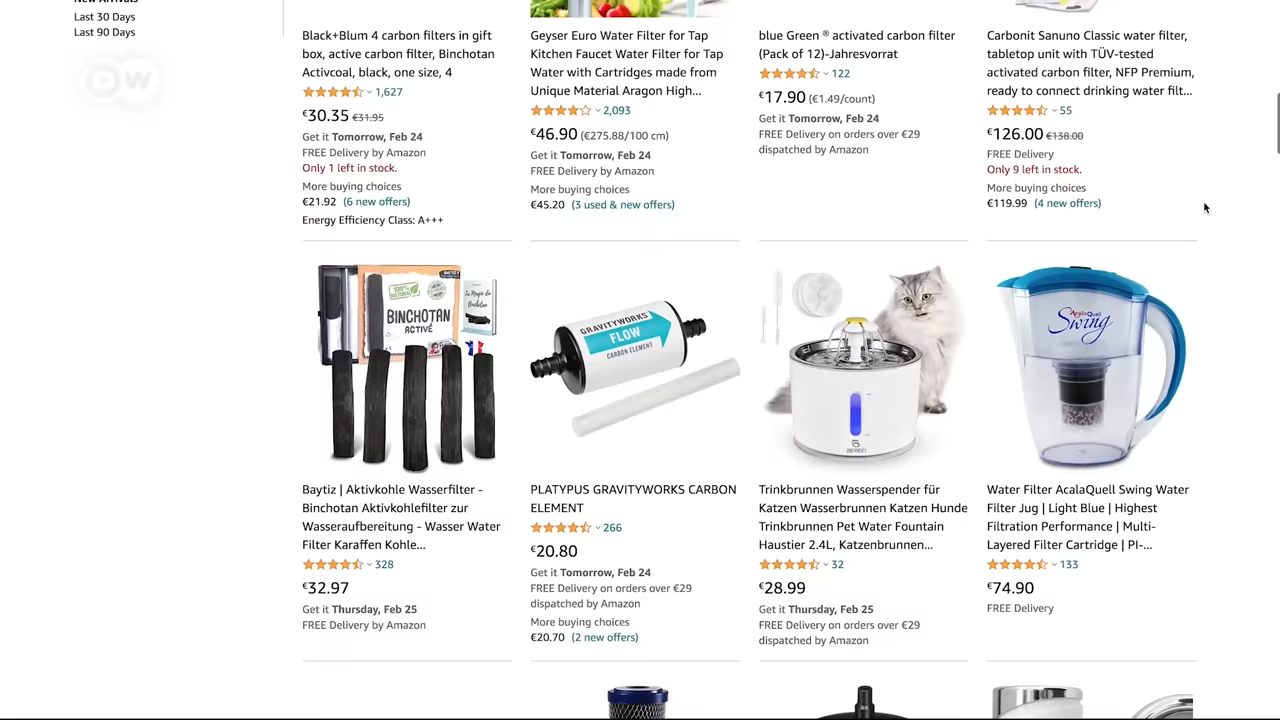 New Arrivals
Last 30 Days
Last 90 Days
DW
Black+Blum 4 carbon filters in gift
box, active carbon filter, Binchotan
Activcoal, black, one size, 4
1,627
€30.35 €31.95
Get it Tomorrow, Feb 24
FREE Delivery by Amazon
Only 1 left in stock.
More buying choices
€21.92 (6 new offers)
Energy Efficiency Class: A+++
Geyser Euro Water Filter for Tap
Kitchen Faucet Water Filter for Tap
Water with Cartridges made from
Unique Material Aragon High...
2,093
€46.90 (€275.88/100 cm)
Get it Tomorrow, Feb 24
FREE Delivery by Amazon
More buying choices
€45.20 (3 used & new offers)
blue Green ® activated carbon filter
(Pack of 12)-Jahresvorrat
122
€17.90 (€1.49/count)
Get it Tomorrow, Feb 24
FREE Delivery on orders over €29
dispatched by Amazon
Carbonit Sanuno Classic water filter,
tabletop unit with TÜV-tested
activated carbon filter, NFP Premium,
ready to connect drinking water filt...
55
€126.00 €138.00
FREE Delivery
Only 9 left in stock.
More buying choices
€119.99 (4 new offers)
BINCHOTAN
ACTIVÉ
La Magie du
Binchotan
GRAVITYWORKS
FLOW
CARBON ELEMENT
AcalaQuell
Swing
Baytiz | Aktivkohle Wasserfilter -
Binchotan Aktivkohlefilter zur
Wasseraufbereitung - Wasser Water
Filter Karaffen Kohle...
328
€32.97
Get it Thursday, Feb 25
FREE Delivery by Amazon
PLATYPUS GRAVITYWORKS CARBON
ELEMENT
266
€20.80
Get it Tomorrow, Feb 24
FREE Delivery on orders over €29
dispatched by Amazon
More buying choices
€20.70 (2 new offers)
Trinkbrunnen Wasserspender für
Katzen Wasserbrunnen Katzen Hunde
Trinkbrunnen Pet Water Fountain
Haustier 2.4L, Katzenbrunnen...
32
€28.99
Get it Thursday, Feb 25
FREE Delivery on orders over €29
dispatched by Amazon
Water Filter AcalaQuell Swing Water
Filter Jug | Light Blue | Highest
Filtration Performance | Multi-
Layered Filter Cartridge | PI-...
133
€74.90
FREE Delivery